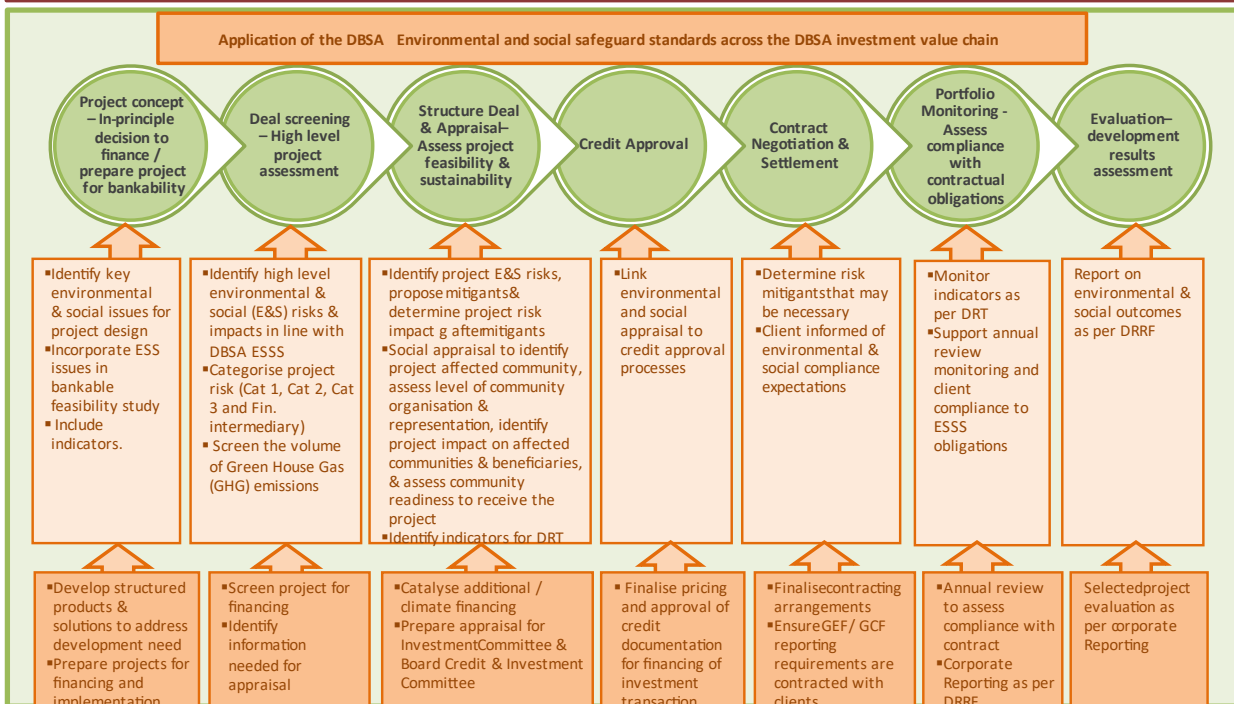 Application of the DBSA Environmental and social safeguard standards across the DBSA investment value chain
Project concept
– In-principle
decision to
finance /
prepare project
for bankability
Deal screening
– High level
project
assessment
Structure Deal
& Appraisal–
Assess project
feasibility &
sustainability
Credit Approval
Contract
Negotiation &
Settlement
Portfolio
Monitoring -
Assess
compliance
with
contractual
obligations
Evaluation–
development
results
assessment
▪Identify key
environmental
& social issues for
project design
▪Incorporate ESS
issues in
bankable
feasibility study
▪ Include
indicators.
▪Identify high level
environmental &
social (E&S) risks &
impacts in line with
DBSA ESSS
▪Categorise project
risk (Cat 1, Cat 2, Cat
3 and Fin.
intermediary)
▪ Screen the volume
of Green House Gas
(GHG) emissions
▪Identify project E&S risks,
propose mitigants&
determine project risk
impact g aftermitigants
▪Social appraisal to identify
project affected community,
assess level of community
organisation &
representation, identify
project impact on affected
communities & beneficiaries,
& assess community
readiness to receive the
project
▪Identify indicators for DRT
▪Link
environmental
and social
appraisal to
credit approval
processes
▪Determine risk
mitigantsthat may
be necessary
▪Client informed of
environmental &
social compliance
expectations
▪Monitor
indicators as
per DRT
▪Support annual
review
monitoring and
client
compliance to
ESSS
obligations
Report on
environmental &
social outcomes
as per DRRF
▪Develop structured
products &
solutions to address
development need
▪Prepare projects for
financing and
implementation
▪Screen project for
financing
▪Identify
information
needed for
appraisal
▪Catalyse additional /
climate financing
▪Prepare appraisal for
InvestmentCommittee &
Board Credit & Investment
Committee
▪ Finalise pricing
and approval of
credit
documentation
for financing of
investment
transaction
▪Finalisecontracting
arrangements
▪EnsureGEF/ GCF
reporting
requirements are
contracted with
clients
▪Annual review
to assess
compliance with
contract
▪Corporate
Reporting as per
DRRF
Selectedproject
evaluation as
per corporate
Reporting